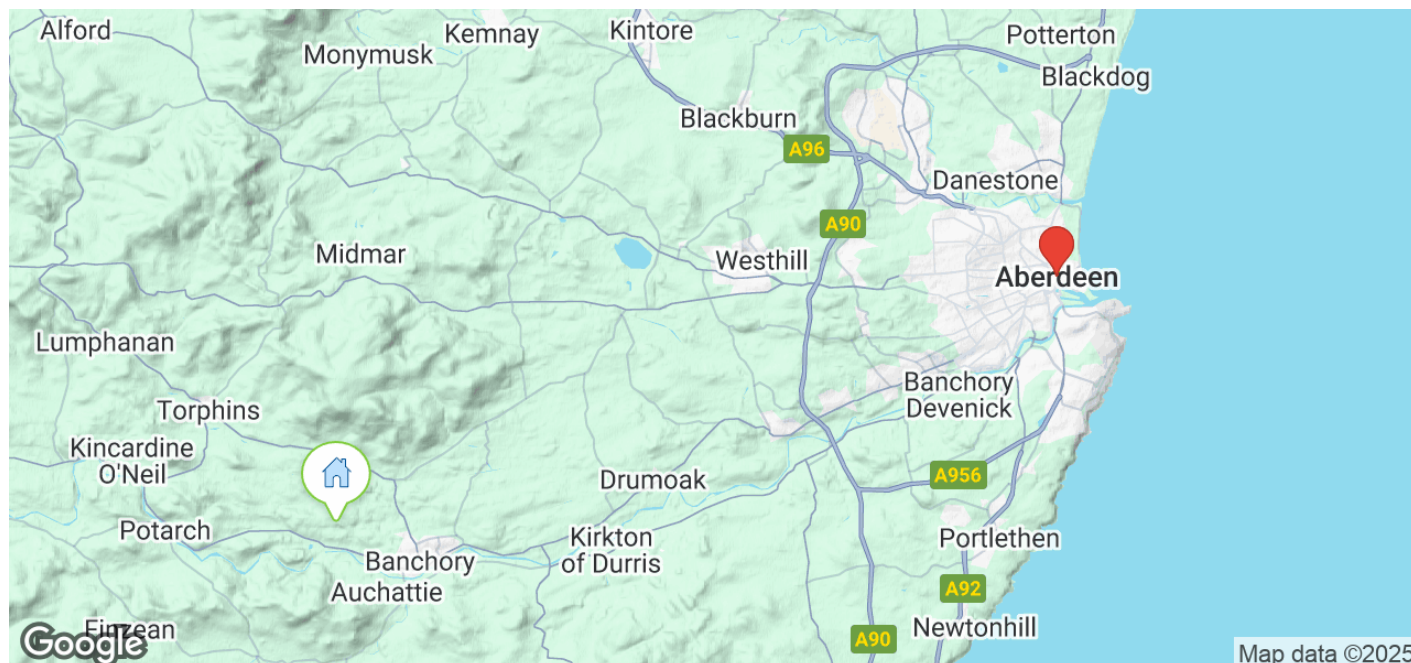 Alford
Kemnay
Kintore
Potterton
Monymusk
Blackdog
Blackburn
A96
Danestone
A90
Midmar
Westhill
Aberdeen
Lumphanan
Banchory
Devenick
Torphins
Kincardine
O'Neil
Drumoak
A956
Potarch
Kirkton
of Durris
Portlethen
Banchory
Auchattie
A92
Finzean
Newtonhill
A90
Google
Map data ©2025